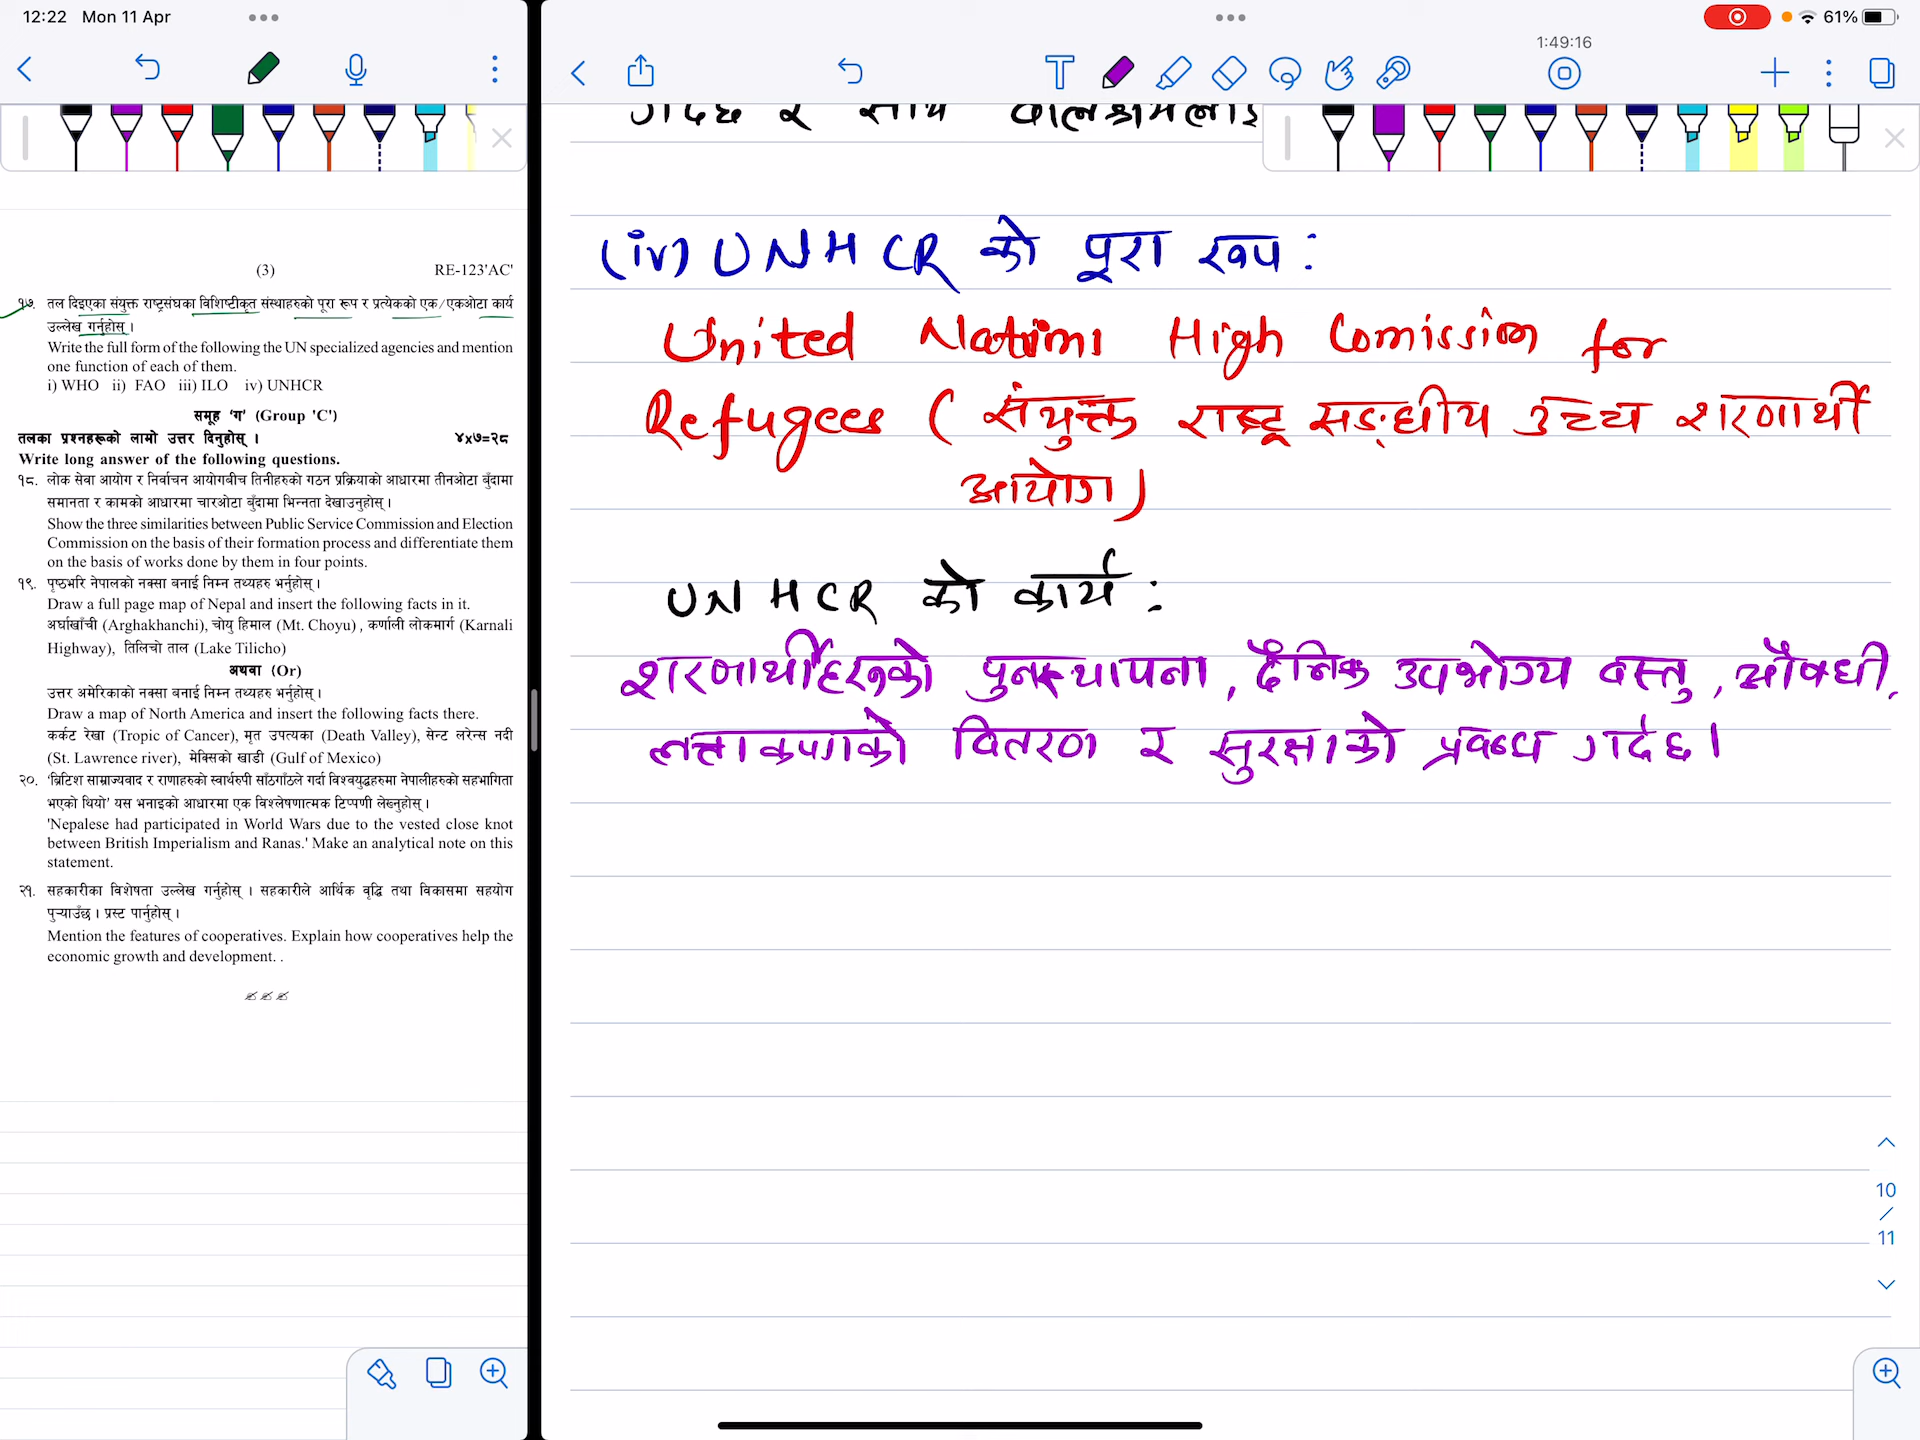 12:22 Mon 11 Apr
61%
1:49:16
(3) RE-123'AC'
१७. तल दिइएका संयुक्त राष्ट्रसंघका विशिष्टीकृत संस्थाहरुको पूरा रूप र प्रत्येकको एक/एकओटा कार्य
उल्लेख गर्नुहोस् ।
Write the full form of the following the UN specialized agencies and mention
one function of each of them.
i) WHO ii) FAO iii) ILO iv) UNHCR
समूह ‘ग’ (Group 'C')
तलका प्रश्नहरूको लामो उत्तर दिनुहोस् । ४x७=२८
Write long answer of the following questions.
१८. लोक सेवा आयोग र निर्वाचन आयोगबीच तिनीहरुको गठन प्रक्रियाको आधारमा तीनओटा बुँदामा
समानता र कामको आधारमा चारओटा बुँदामा भिन्नता देखाउनुहोस् ।
Show the three similarities between Public Service Commission and Election
Commission on the basis of their formation process and differentiate them
on the basis of works done by them in four points.
१९. पृष्ठभरि नेपालको नक्सा बनाई निम्न तथ्यहरु भर्नुहोस् ।
Draw a full page map of Nepal and insert the following facts in it.
अर्घाखाँची (Arghakhanchi), चोयु हिमाल (Mt. Choyu) , कर्णाली लोकमार्ग (Karnali
Highway), तिलिचो ताल (Lake Tilicho)
अथवा (Or)
उत्तर अमेरिकाको नक्सा बनाई निम्न तथ्यहरु भर्नुहोस् ।
Draw a map of North America and insert the following facts there.
कर्कट रेखा (Tropic of Cancer), मृत उपत्यका (Death Valley), सेन्ट लरेन्स नदी
(St. Lawrence river), मेक्सिको खाडी (Gulf of Mexico)
२०. ‘ब्रिटिश साम्राज्यवाद र राणाहरुको स्वार्थरुपी साँठगाँठले गर्दा विश्वयुद्धहरुमा नेपालीहरुको सहभागिता
भएको थियो’ यस भनाइको आधारमा एक विश्लेषणात्मक टिप्पणी लेख्नुहोस् ।
'Nepalese had participated in World Wars due to the vested close knot
between British Imperialism and Ranas.' Make an analytical note on this
statement.
२१. सहकारीका विशेषता उल्लेख गर्नुहोस् । सहकारीले आर्थिक वृद्धि तथा विकासमा सहयोग
पुऱ्याउँछ । प्रस्ट पार्नुहोस् ।
Mention the features of cooperatives. Explain how cooperatives help the
economic growth and development. .
गर्दछ र साथै बालश्रमलाई
(iv) UNHCR को पूरा रूप :
United Nations High Comission for
Refugees ( संयुक्त राष्ट्र सङ्घीय उच्च शरणार्थी
आयोग)
UNHCR को कार्य :
शरणार्थीहरुको पुनस्थापना, दैनिक उपभोग्य वस्तु, औषधी,
लत्ताकपडाको वितरण र सुरक्षाको प्रबन्ध गर्दछ ।
10
/
11